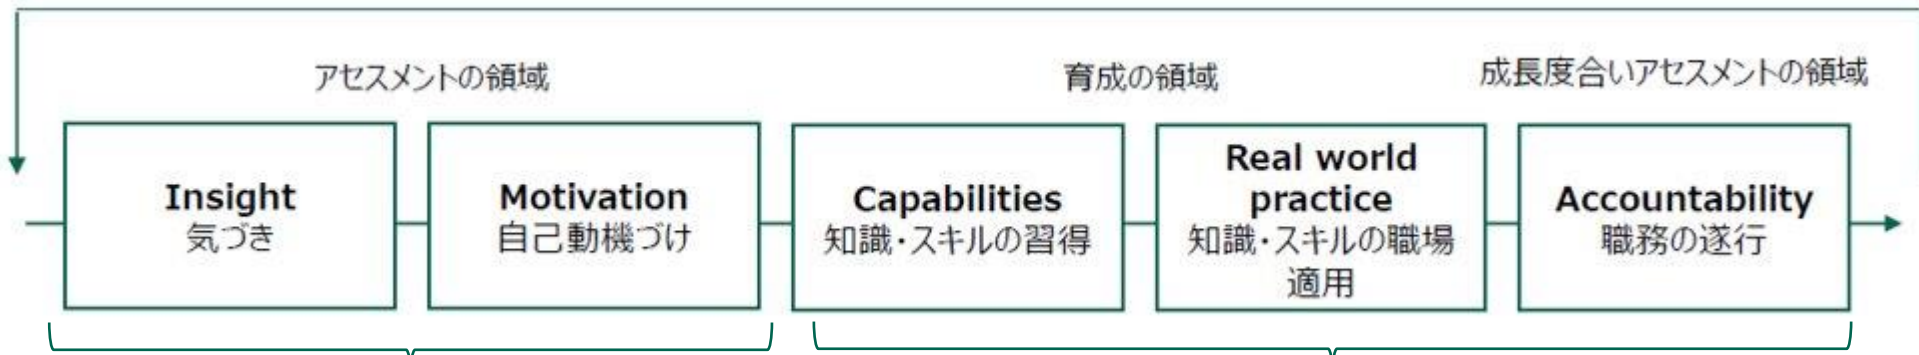 アセスメントの領域
育成の領域
成長度合いアセスメントの領域
Insight
気づき
Motivation
自己動機づけ
Capabilities
知識・スキルの習得
Real world
practice
知識・スキルの職場
適用
Accountability
職務の遂行